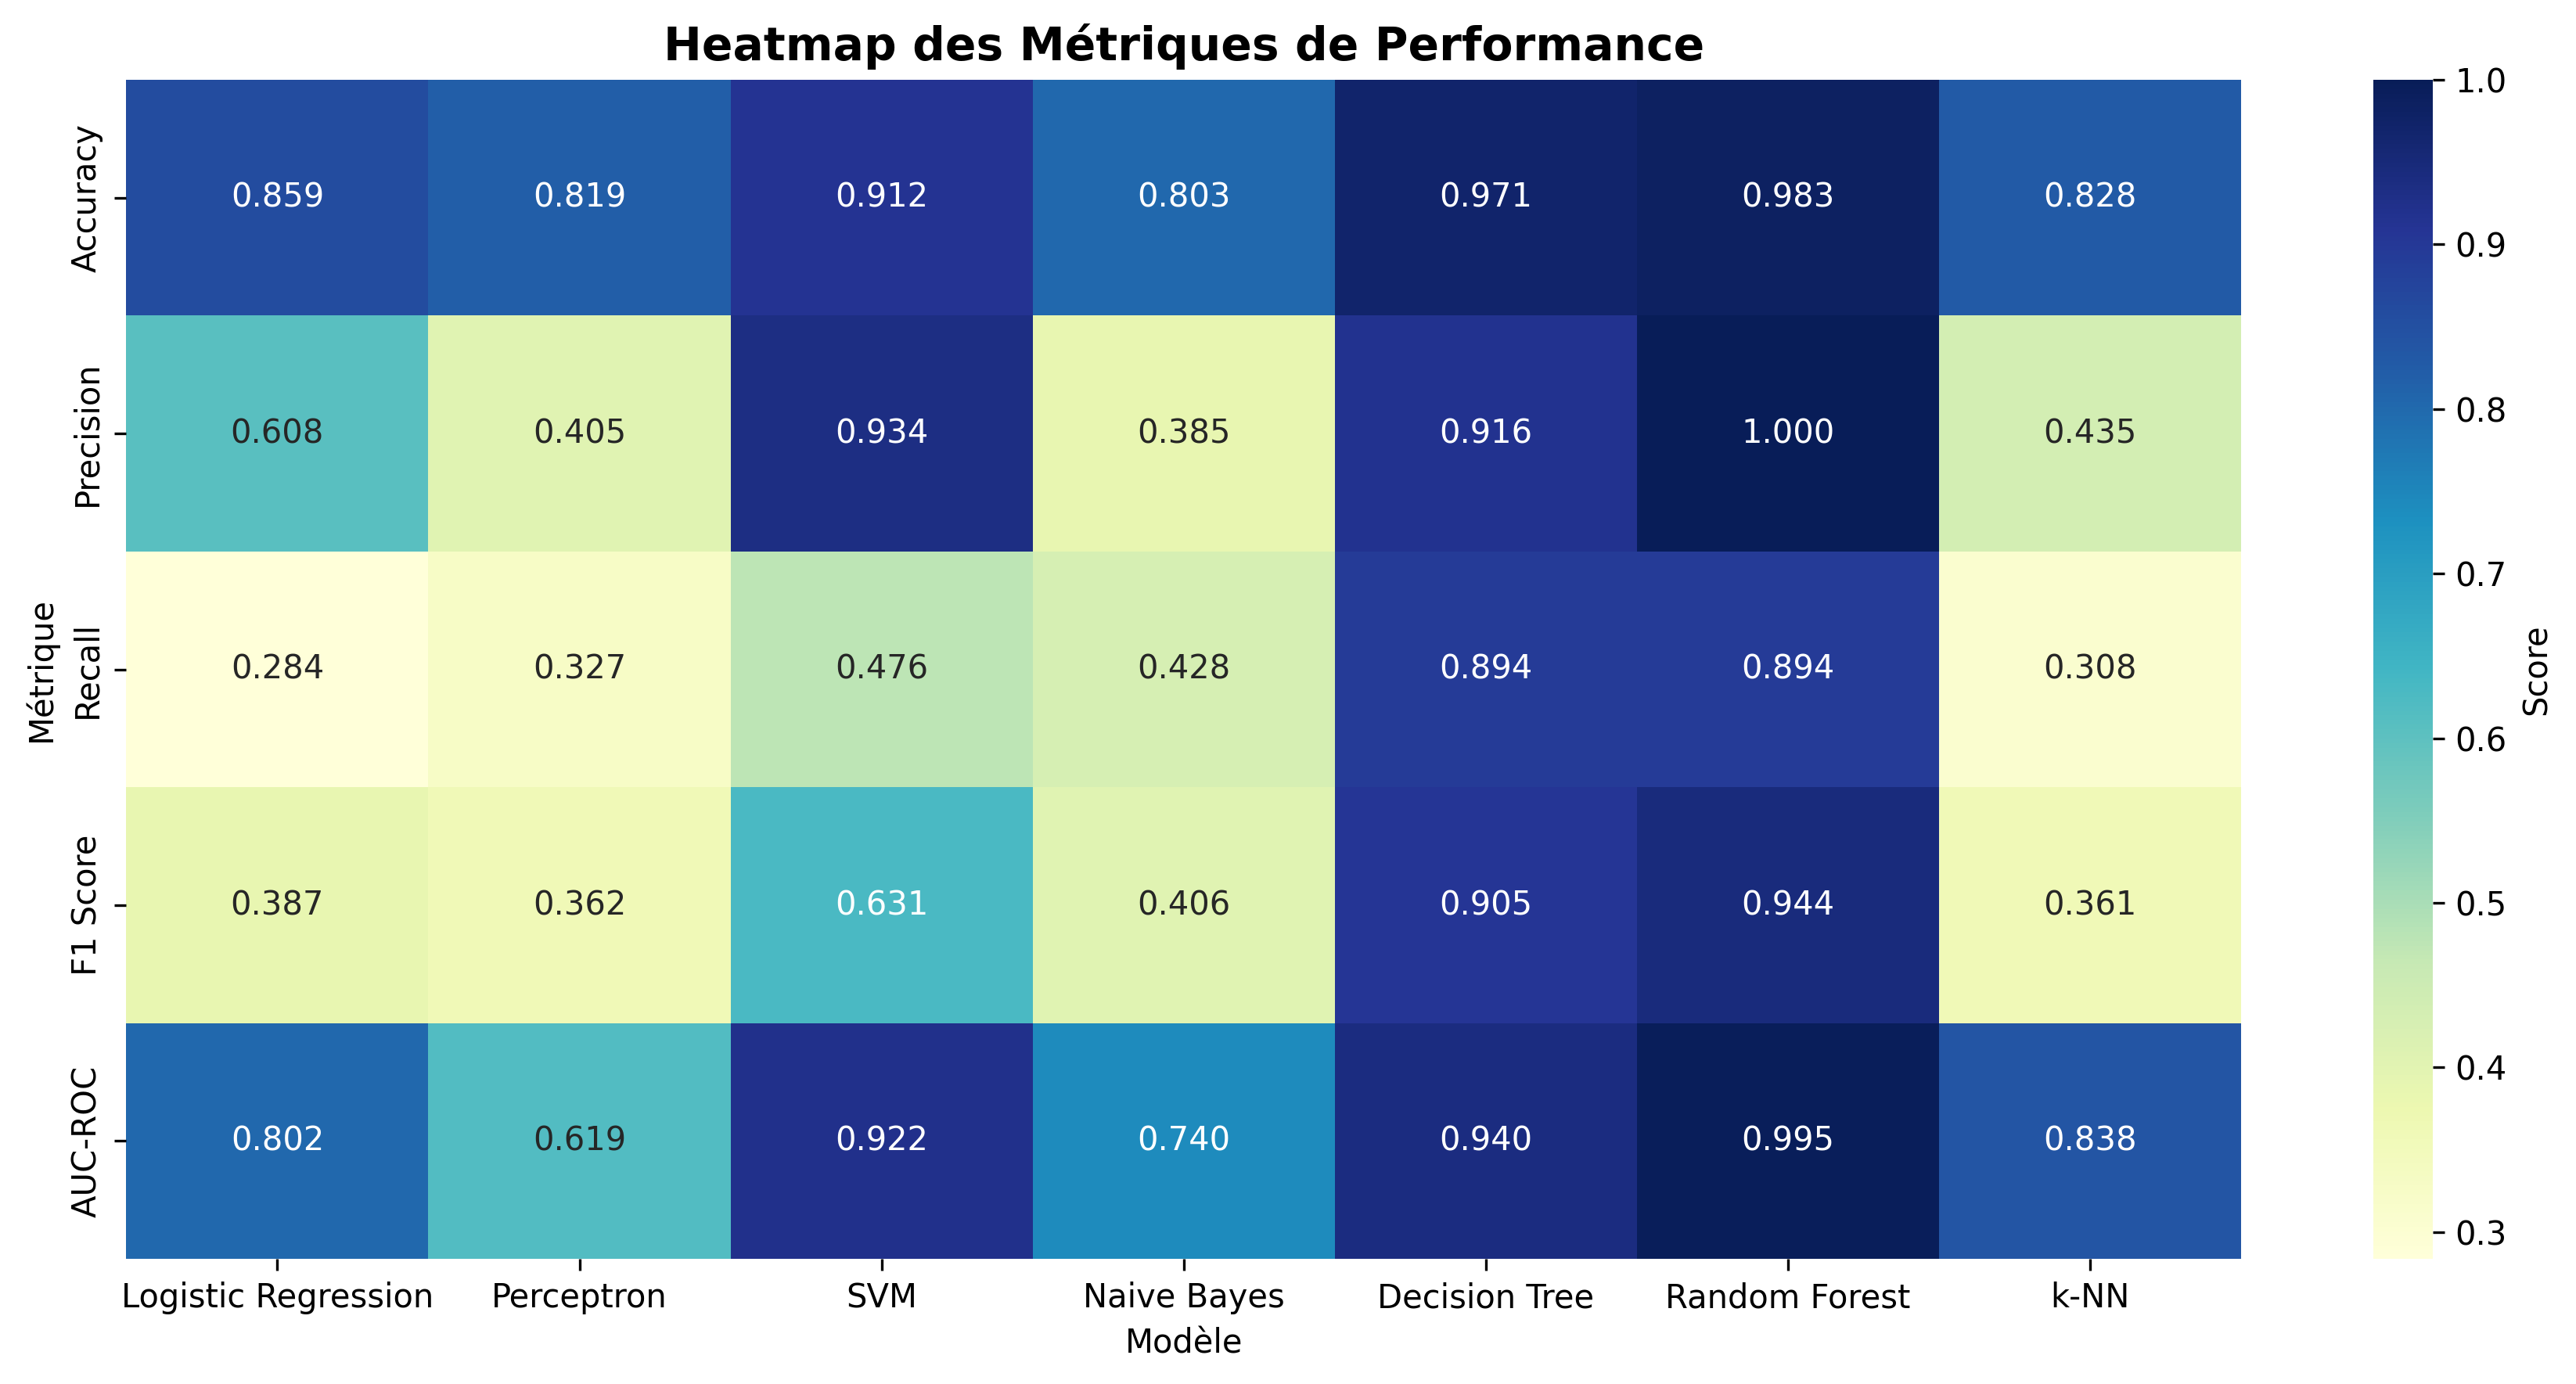 Heatmap des Métriques de Performance
Métrique
Accuracy 0.859 0.819 0.912 0.803 0.971 0.983 0.828
Precision 0.608 0.405 0.934 0.385 0.916 1.000 0.435
Recall 0.284 0.327 0.476 0.428 0.894 0.894 0.308
F1 Score 0.387 0.362 0.631 0.406 0.905 0.944 0.361
AUC-ROC 0.802 0.619 0.922 0.740 0.940 0.995 0.838
Logistic Regression Perceptron SVM Naive Bayes Decision Tree Random Forest k-NN
Modèle
1.0
0.9
0.8
0.7
0.6
0.5
0.4
0.3
Score